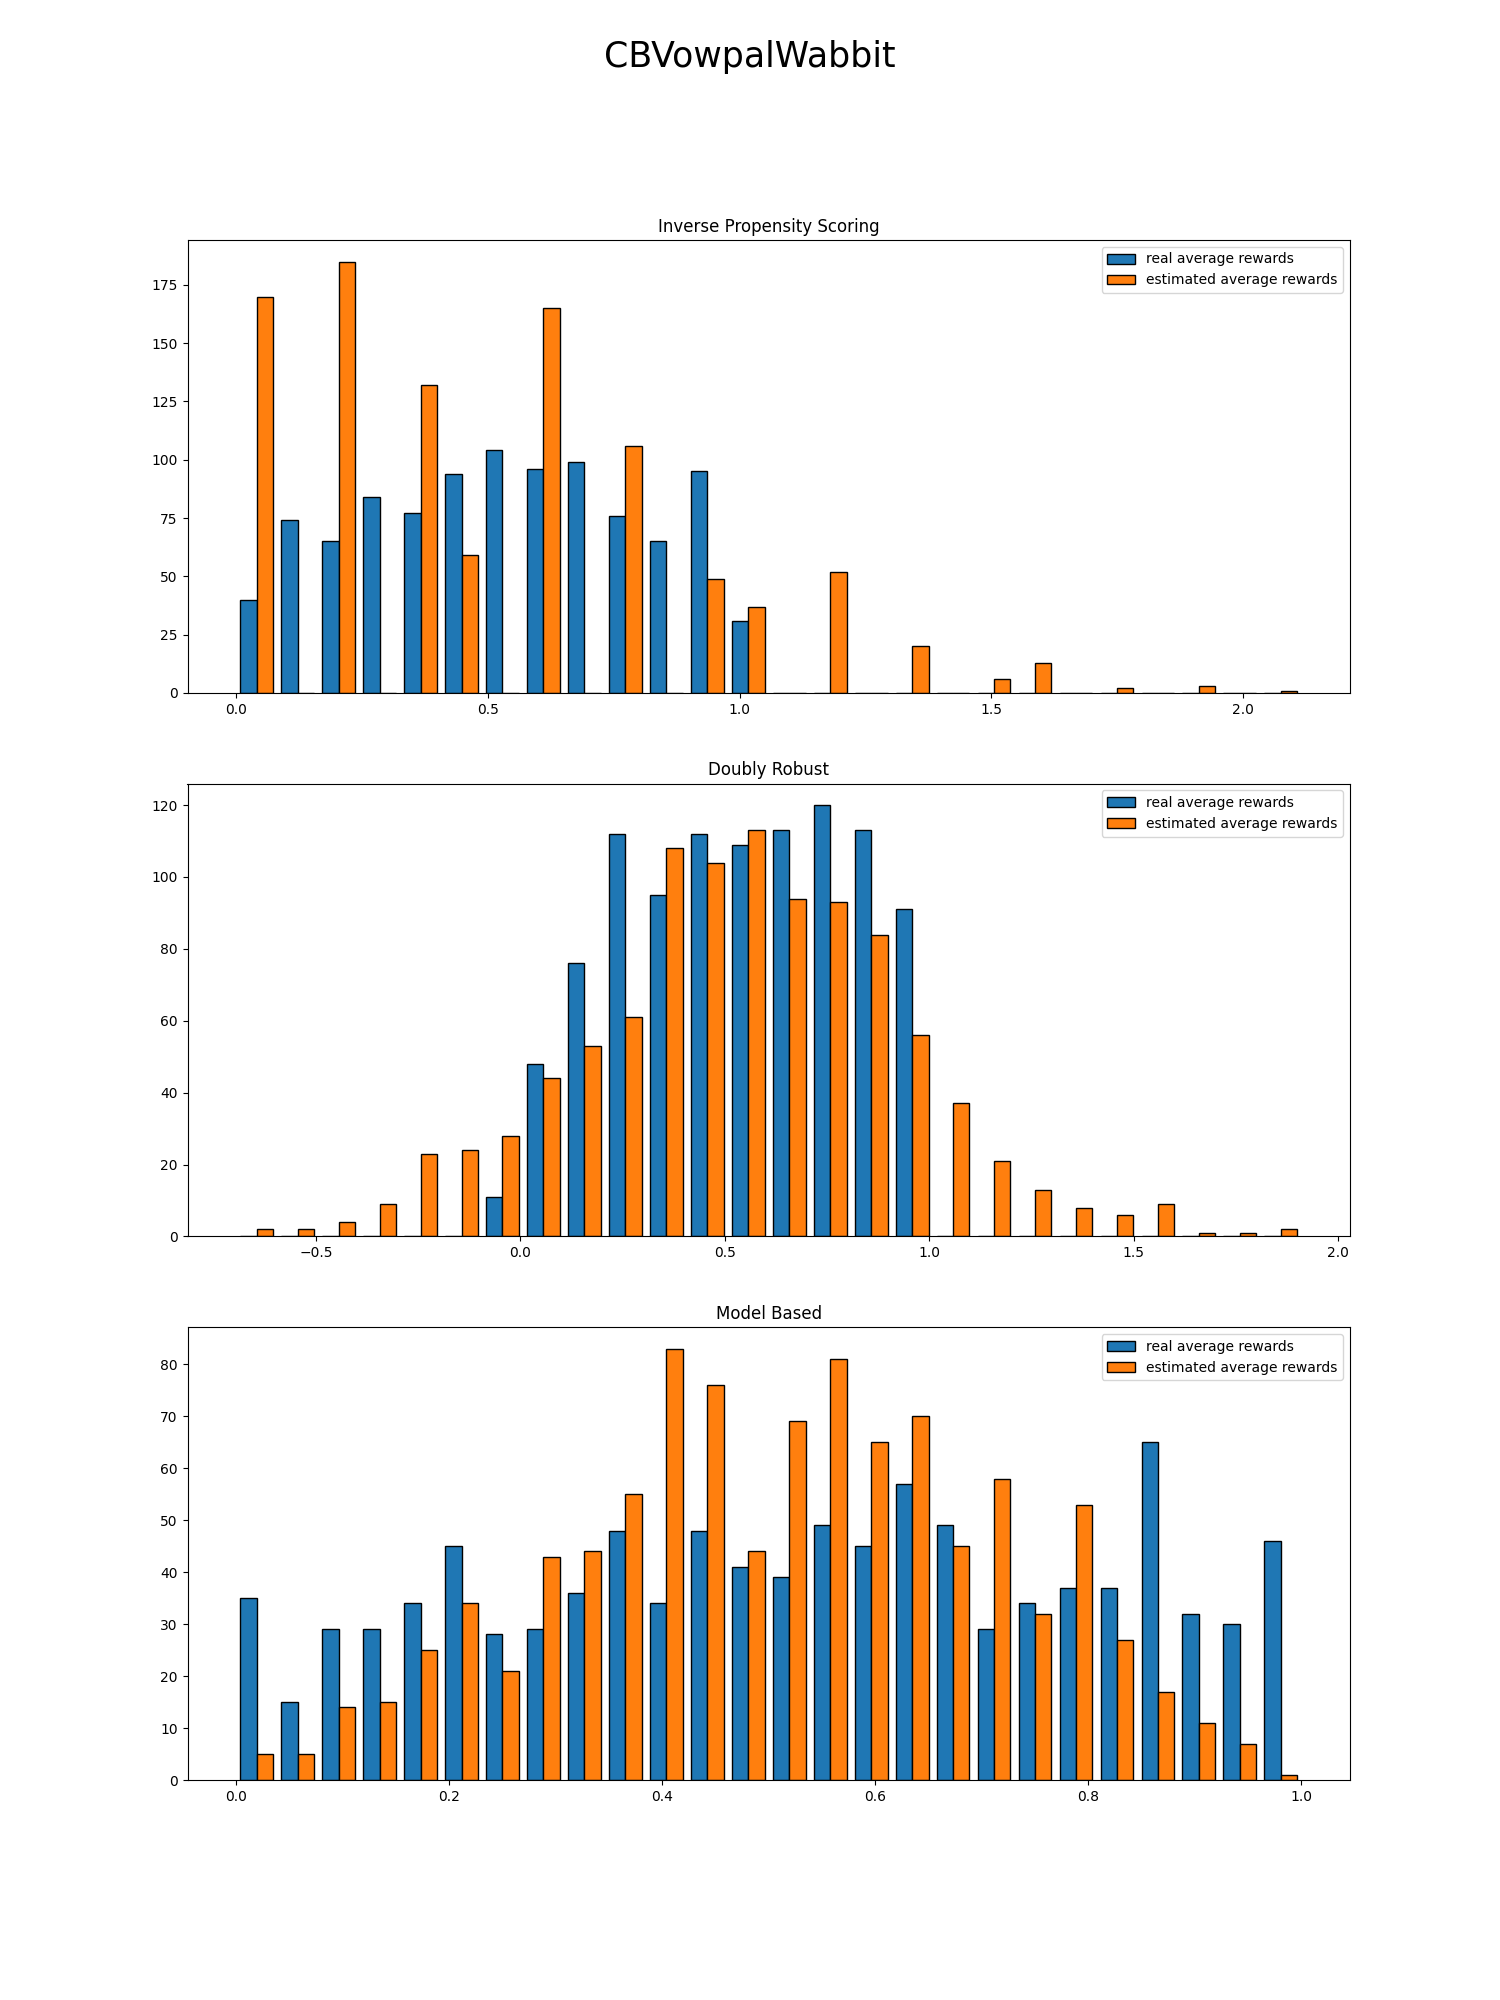 CBVowpalWabbit
Inverse Propensity Scoring
real average rewards
estimated average rewards
175
150
125
100
75
50
25
0
0.0 0.5 1.0 1.5 2.0
Doubly Robust
real average rewards
estimated average rewards
120
100
80
60
40
20
0
−0.5 0.0 0.5 1.0 1.5 2.0
Model Based
real average rewards
estimated average rewards
80
70
60
50
40
30
20
10
0
0.0 0.2 0.4 0.6 0.8 1.0